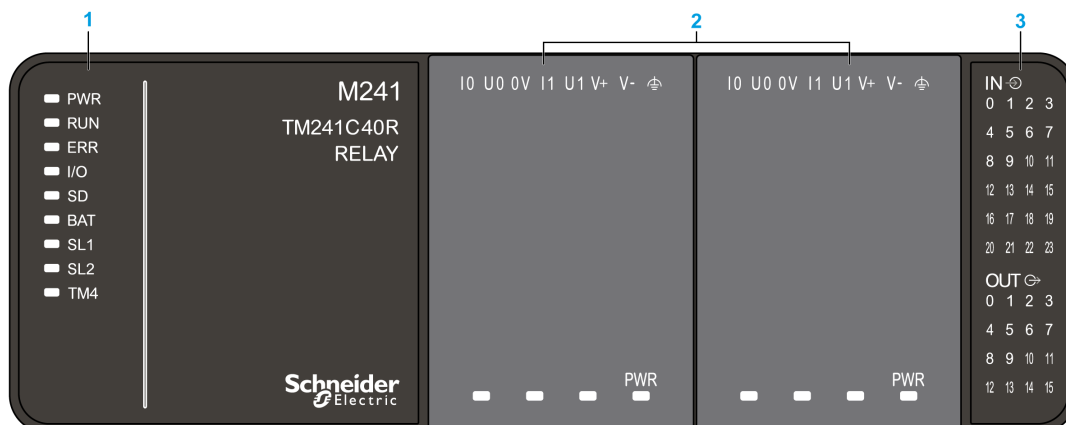 1
2
3
PWR
RUN
ERR
I/O
SD
BAT
SL1
SL2
TM4
M241
TM241C40R
RELAY
Schneider
Electric
I0 U0 0V I1 U1 V+ V-
PWR
I0 U0 0V I1 U1 V+ V-
PWR
IN
0 1 2 3
4 5 6 7
8 9 10 11
12 13 14 15
16 17 18 19
20 21 22 23
OUT
0 1 2 3
4 5 6 7
8 9 10 11
12 13 14 15